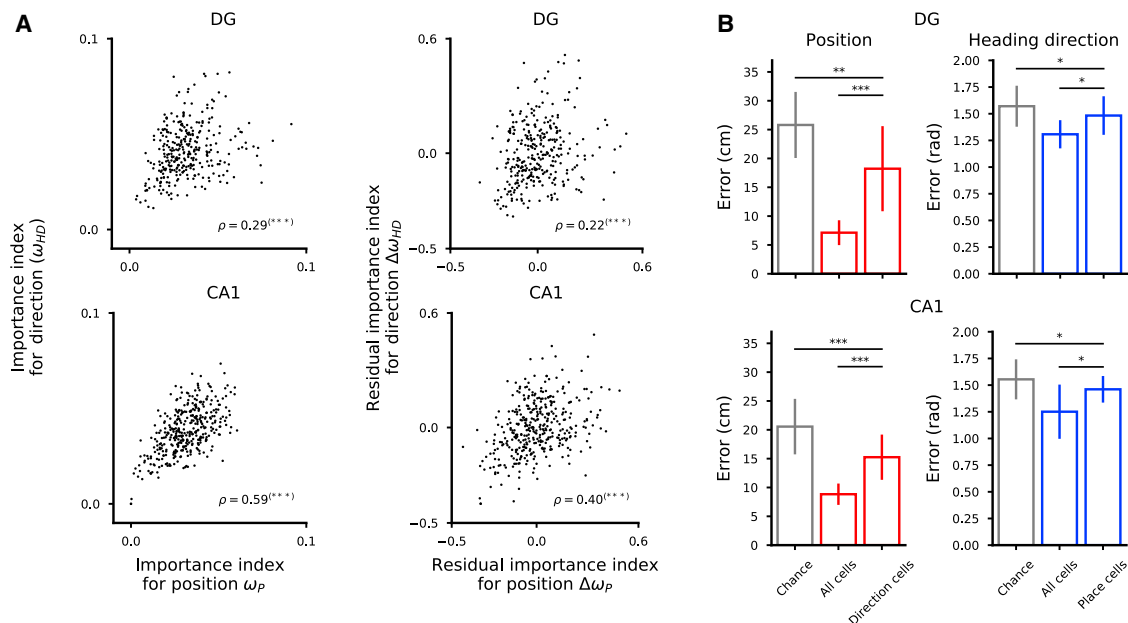 A
DG
DG
0.1
0.0
0.0
0.1
ρ = 0.29(***)
0.6
0.0
−0.5
−0.5
0.0
0.6
ρ = 0.22(***)
CA1
CA1
0.1
0.0
0.0
0.1
ρ = 0.59(***)
0.6
0.0
−0.5
−0.5
0.0
0.6
ρ = 0.40(***)
Importance index
for direction (ωHD)
Residual importance index
for direction ΔωHD
Importance index
for position ωP
Residual importance index
for position ΔωP
B
DG
Position
Heading direction
Error (cm)
35
30
25
20
15
10
5
0
**
***
Error (rad)
2.00
1.75
1.50
1.25
1.00
0.75
0.50
0.25
0.00
*
*
CA1
Error (cm)
35
30
25
20
15
10
5
0
***
***
Chance
All cells
Direction cells
Error (rad)
2.00
1.75
1.50
1.25
1.00
0.75
0.50
0.25
0.00
*
*
Chance
All cells
Place cells